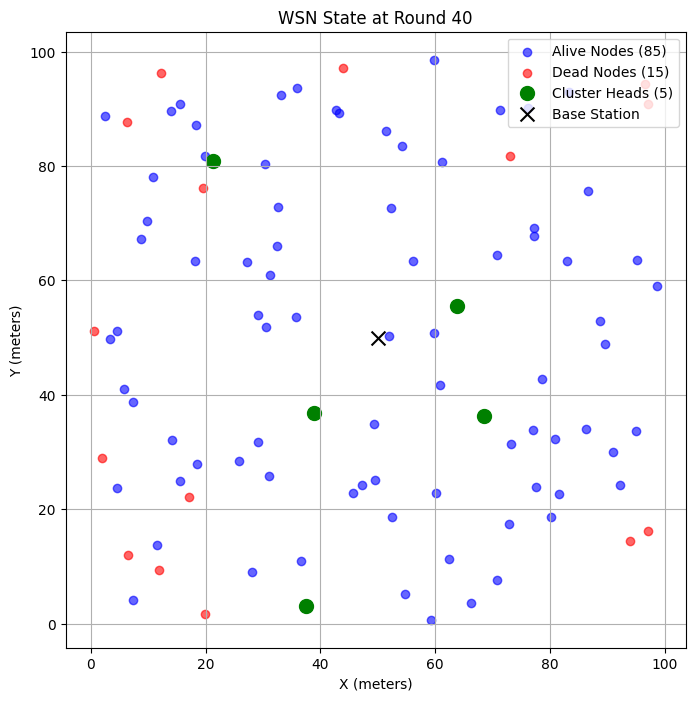 WSN State at Round 40
Alive Nodes (85)
Dead Nodes (15)
Cluster Heads (5)
Base Station
Y (meters)
100
80
60
40
20
0
0 20 40 60 80 100
X (meters)